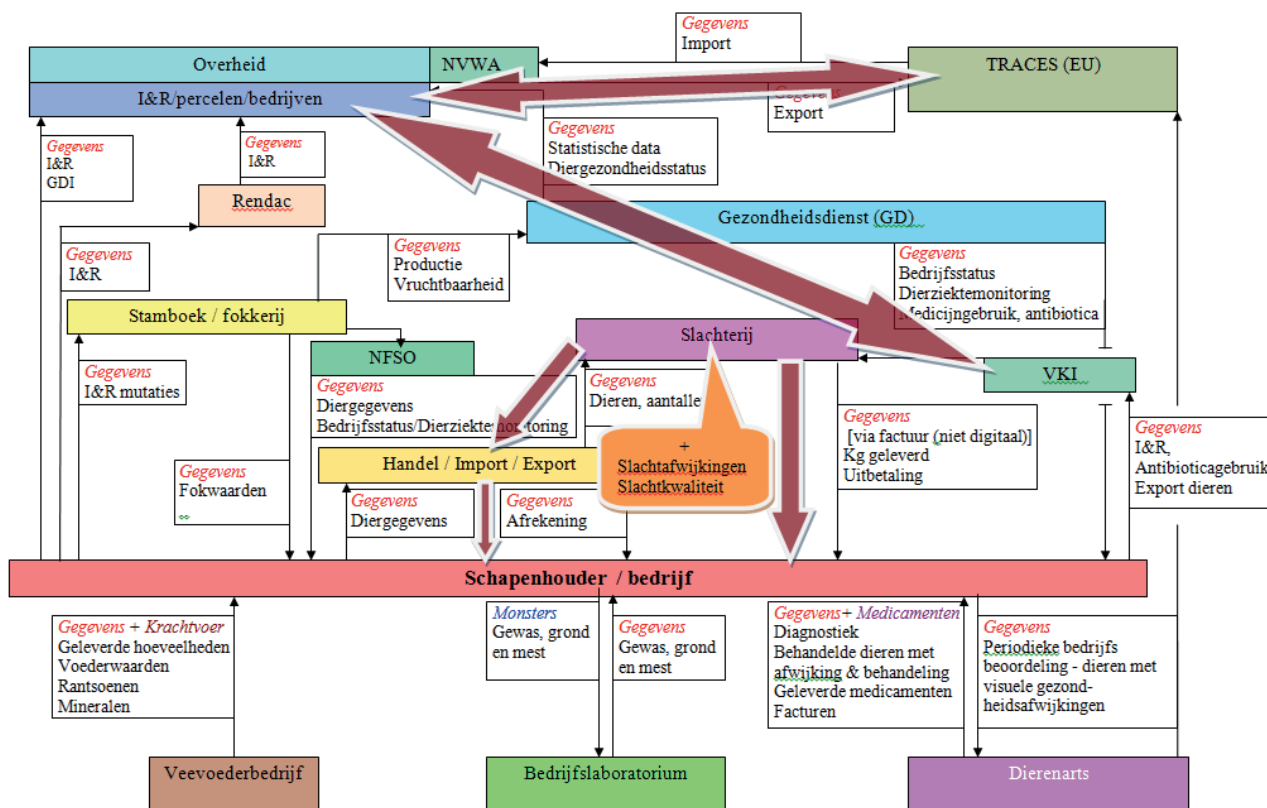 Gegevens
Import
Overheid
NVWA
TRACES (EU)
I&R/percelen/bedrijven
Gegevens
Export
Gegevens
I&R
GDI
Gegevens
I&R
Gegevens
Statistische data
Diergezondheidsstatus
Rendac
Gezondheidsdienst (GD)
Gegevens
I&R
Gegevens
Productie
Vruchtbaarheid
Gegevens
Bedrijfsstatus
Dierziektemonitoring
Medicijngebruik, antibiotica
Stamboek / fokkerij
Slachterij
NFSO
VKI
Gegevens
I&R mutaties
Gegevens
Diergegevens
Bedrijfsstatus/Dierziektemonitoring
Gegevens
Dieren, aantallen
Gegevens
[via factuur (niet digitaal)]
Kg geleverd
Uitbetaling
Gegevens
I&R,
Antibioticagebruik
Export dieren
+
Slachtafwijkingen
Slachtkwaliteit
Handel / Import / Export
Gegevens
Fokwaarden
Gegevens
Diergegevens
Gegevens
Afrekening
Schapenhouder / bedrijf
Gegevens + Krachtvoer
Geleverde hoeveelheden
Voederwaarden
Rantsoenen
Mineralen
Monsters
Gewas, grond
en mest
Gegevens
Gewas, grond
en mest
Gegevens+ Medicamenten
Diagnostiek
Behandelde dieren met
afwijking & behandeling
Geleverde medicamenten
Facturen
Gegevens
Periodieke bedrijfs
beoordeling - dieren met
visuele gezond-
heidsafwijkingen
Veevoederbedrijf
Bedrijfslaboratorium
Dierenarts